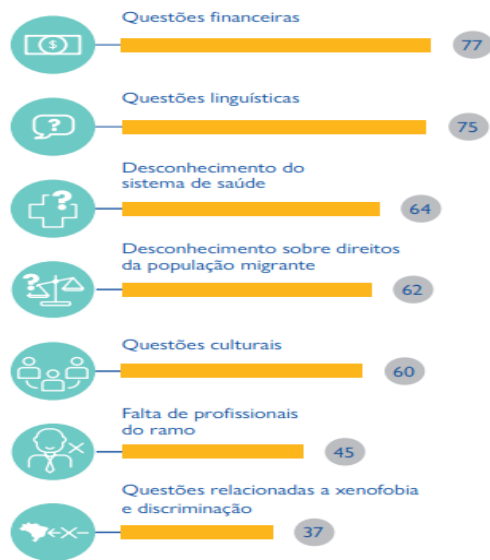 Questões financeiras
$
77
Questões linguísticas
?
75
Desconhecimento do
sistema de saúde
?
64
Desconhecimento sobre direitos
da população migrante
?
62
Questões culturais
60
Falta de profissionais
do ramo
45
Questões relacionadas a xenofobia
e discriminação
37